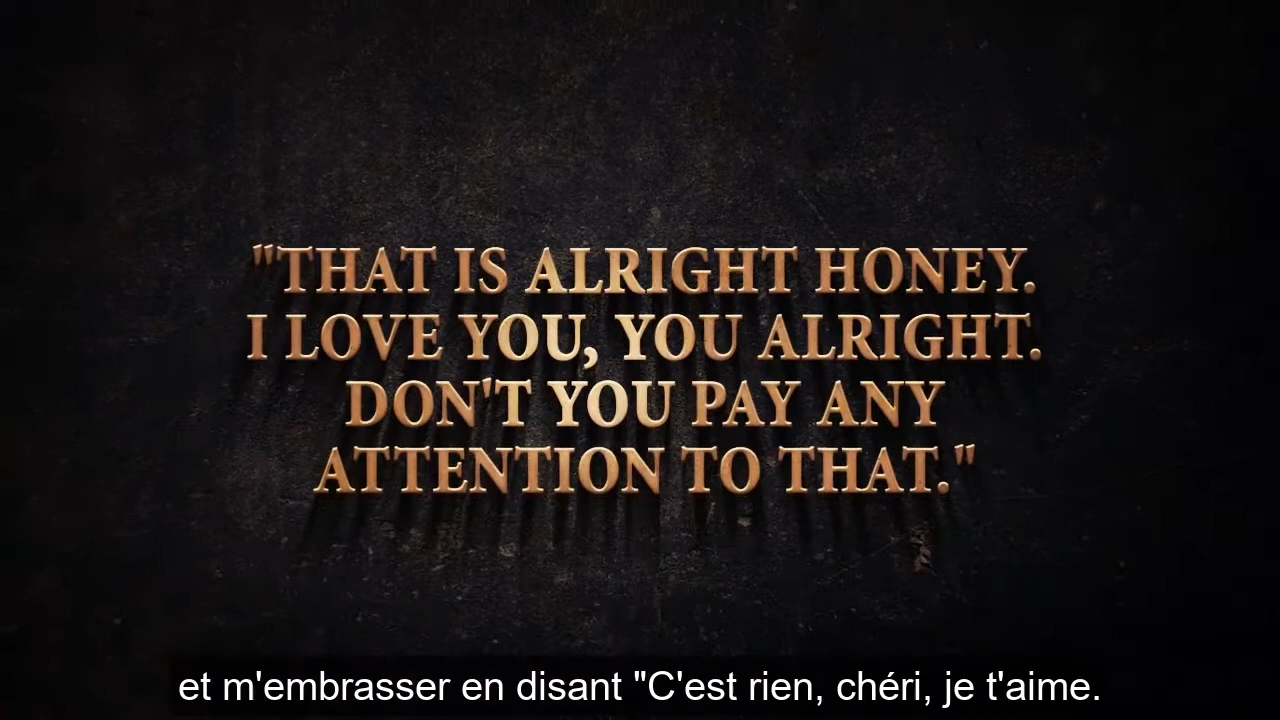 "THAT IS ALRIGHT HONEY.
I LOVE YOU, YOU ALRIGHT.
DON'T YOU PAY ANY
ATTENTION TO THAT."
et m'embrasser en disant "C'est rien, chéri, je t'aime.